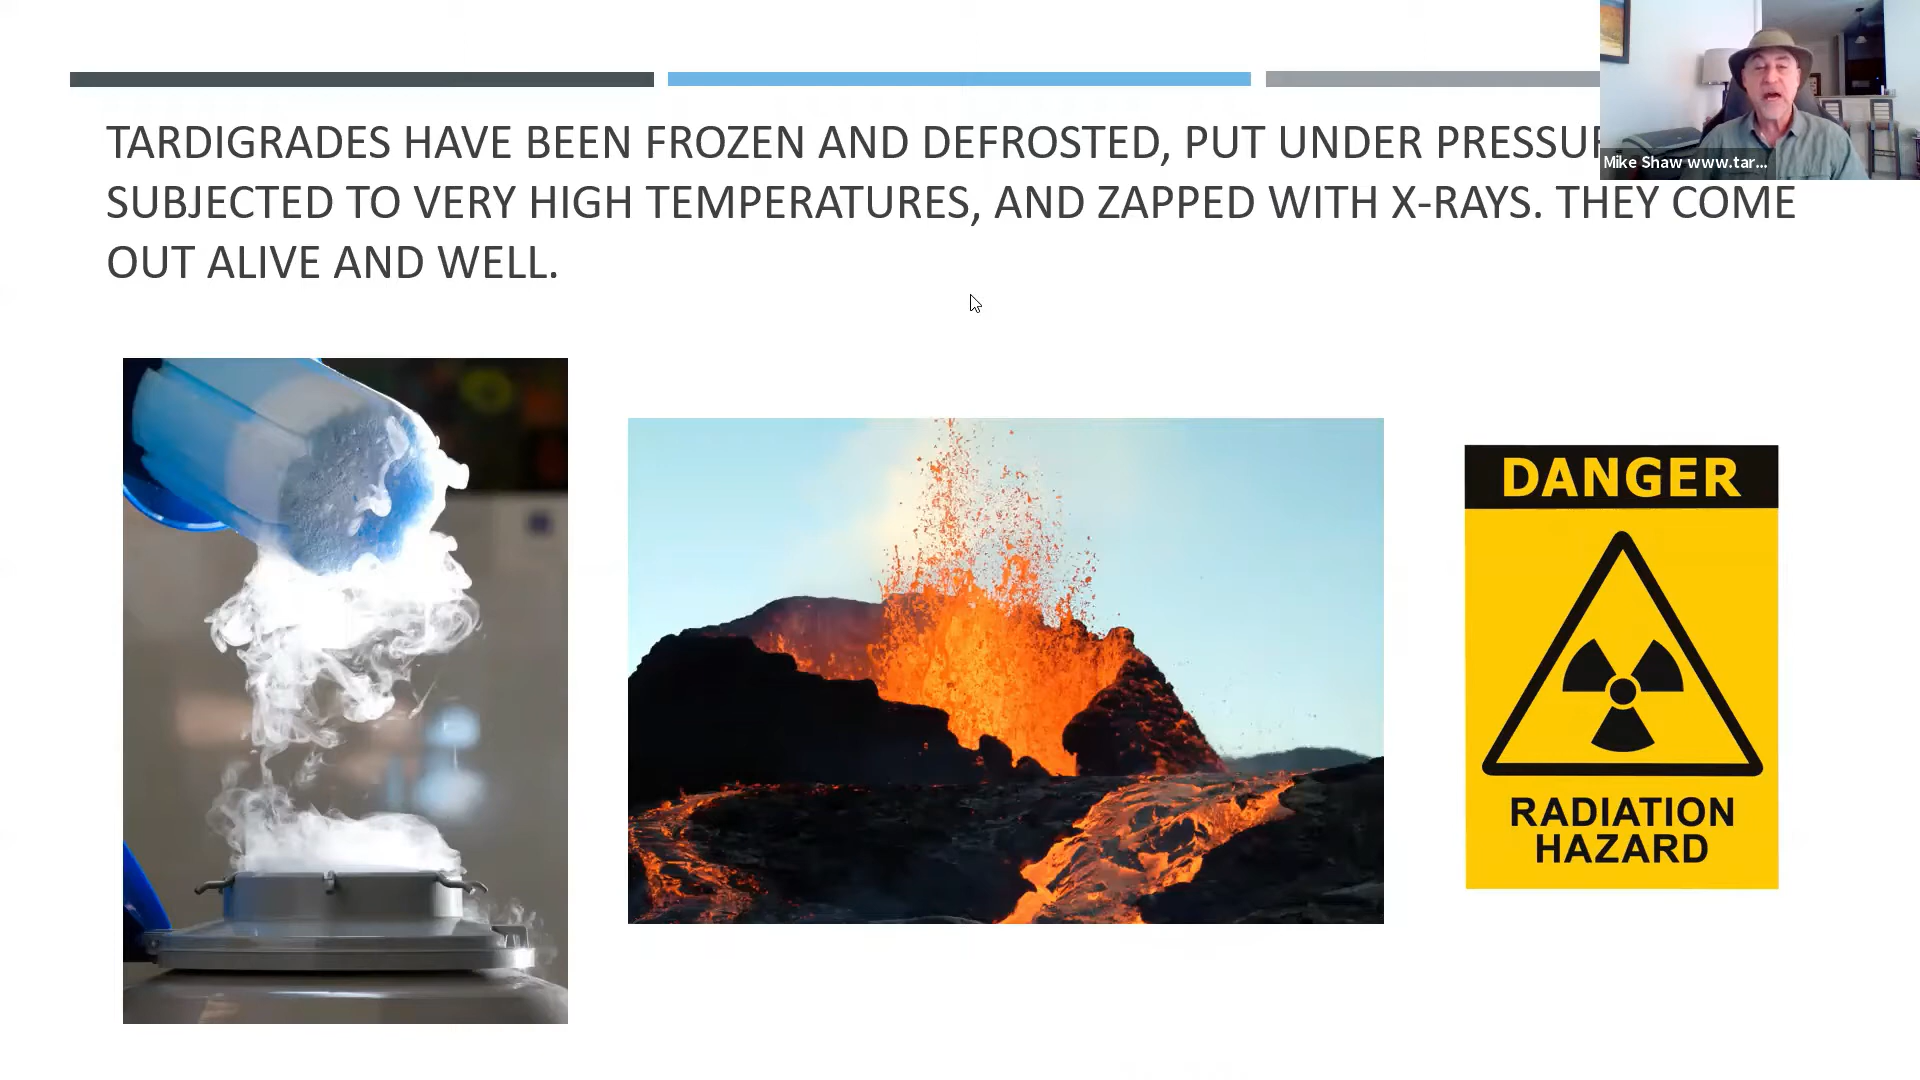 TARDIGRADES HAVE BEEN FROZEN AND DEFROSTED, PUT UNDER
SUBJECTED TO VERY HIGH TEMPERATURES, AND ZAPPED WITH X-RAYS. THEY COME
OUT ALIVE AND WELL.
Mike Shaw www.tar...
DANGER
RADIATION
HAZARD